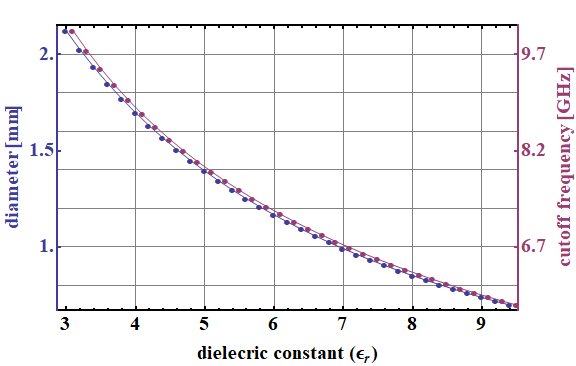 2.
1.5
1.
diameter [mm]
9.7
8.2
6.7
cutoff frequency [GHz]
3 4 5 6 7 8 9
dielecric constant (ϵr)